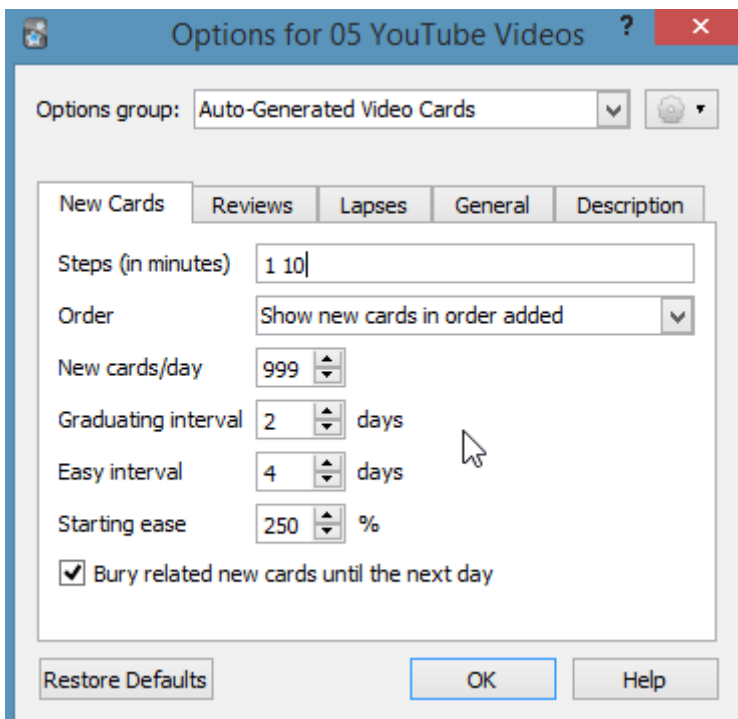 Options for 05 YouTube Videos ? ×
Options group: Auto-Generated Video Cards
New Cards Reviews Lapses General Description
Steps (in minutes) 1 10
Order Show new cards in order added
New cards/day 999
Graduating interval 2 days
Easy interval 4 days
Starting ease 250 %
Bury related new cards until the next day
Restore Defaults OK Help